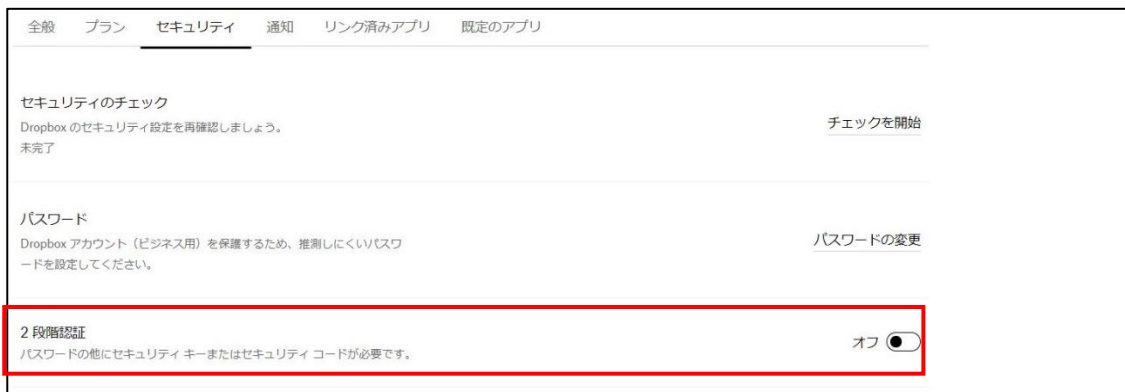 全般 プラン セキュリティ 通知 リンク済みアプリ 既定のアプリ
セキュリティのチェック
Dropbox のセキュリティ設定を再確認しましょう。
未完了
チェックを開始
パスワード
Dropbox アカウント（ビジネス用）を保護するため、推測しにくいパスワ
ードを設定してください。
パスワードの変更
2 段階認証
パスワードの他にセキュリティ キーまたはセキュリティ コードが必要です。
オフ